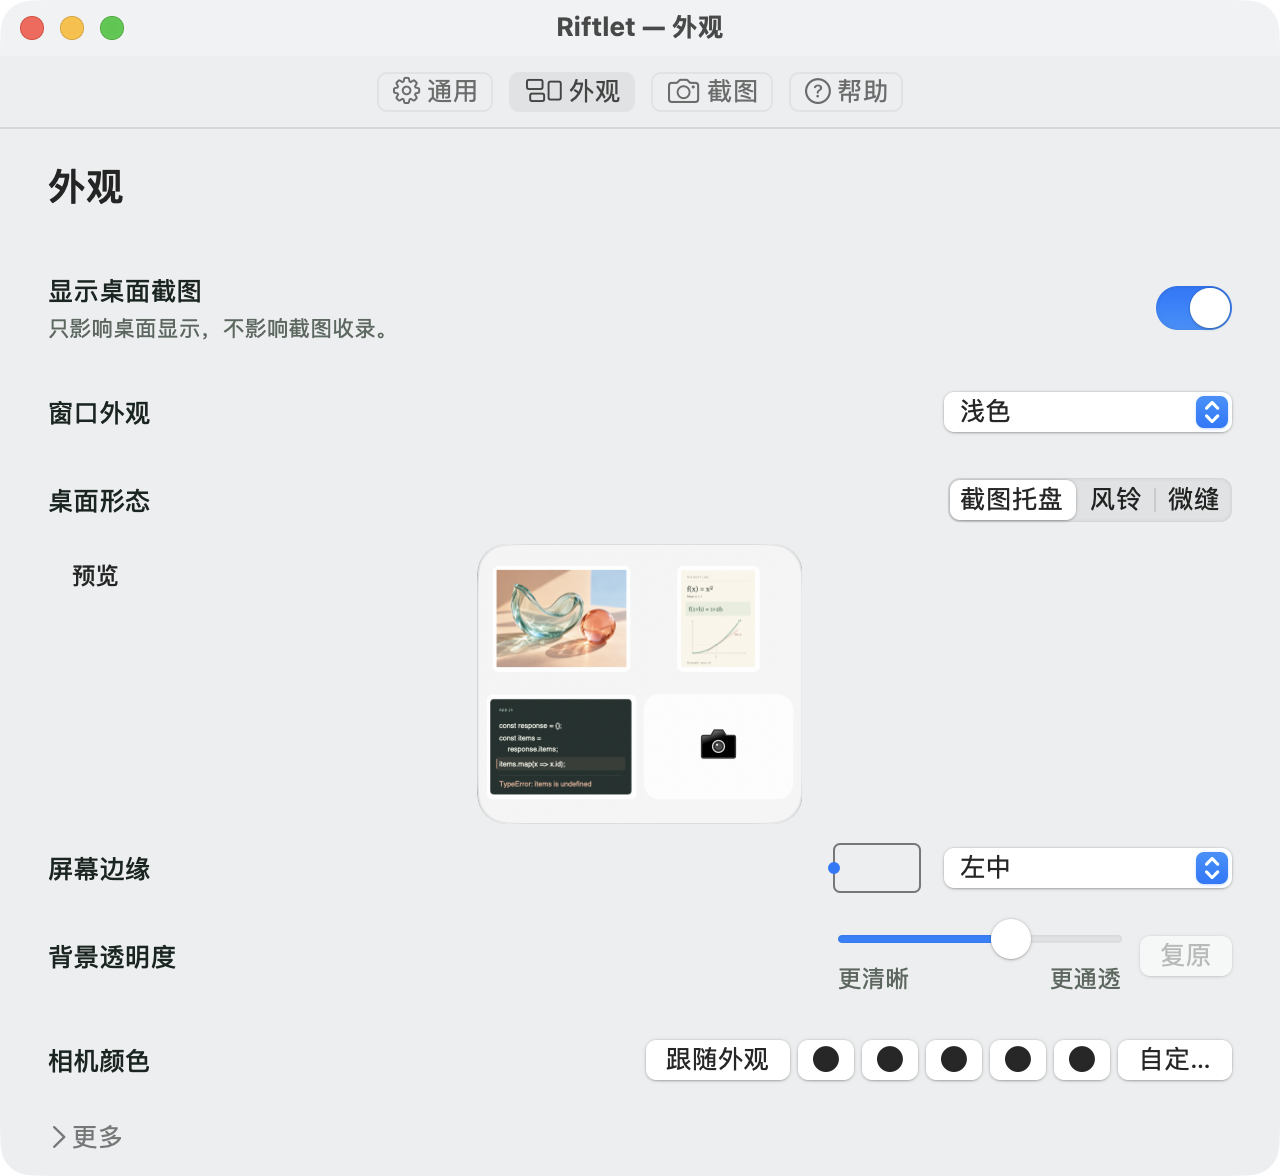 Riftlet — 外观
通用
外观
截图
帮助
外观
显示桌面截图
只影响桌面显示，不影响截图收录。
窗口外观
浅色
桌面形态
截图托盘
风铃
微缝
预览
f(x) = x²
const response = {};
const items =
response.items;
items.map(x => x.id);
TypeError: items is undefined
屏幕边缘
左中
背景透明度
更清晰
更通透
复原
相机颜色
跟随外观
自定...
更多